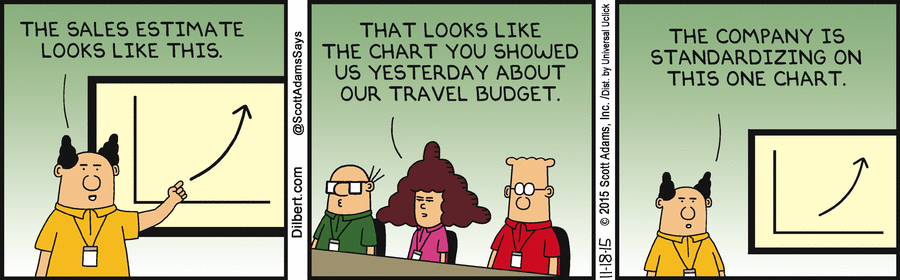 THE SALES ESTIMATE
LOOKS LIKE THIS.
Dilbert.com @ScottAdamsSays
THAT LOOKS LIKE
THE CHART YOU SHOWED
US YESTERDAY ABOUT
OUR TRAVEL BUDGET.
11-18-15 © 2015 Scott Adams, Inc. /Dist. by Universal Uclick
THE COMPANY IS
STANDARDIZING ON
THIS ONE CHART.